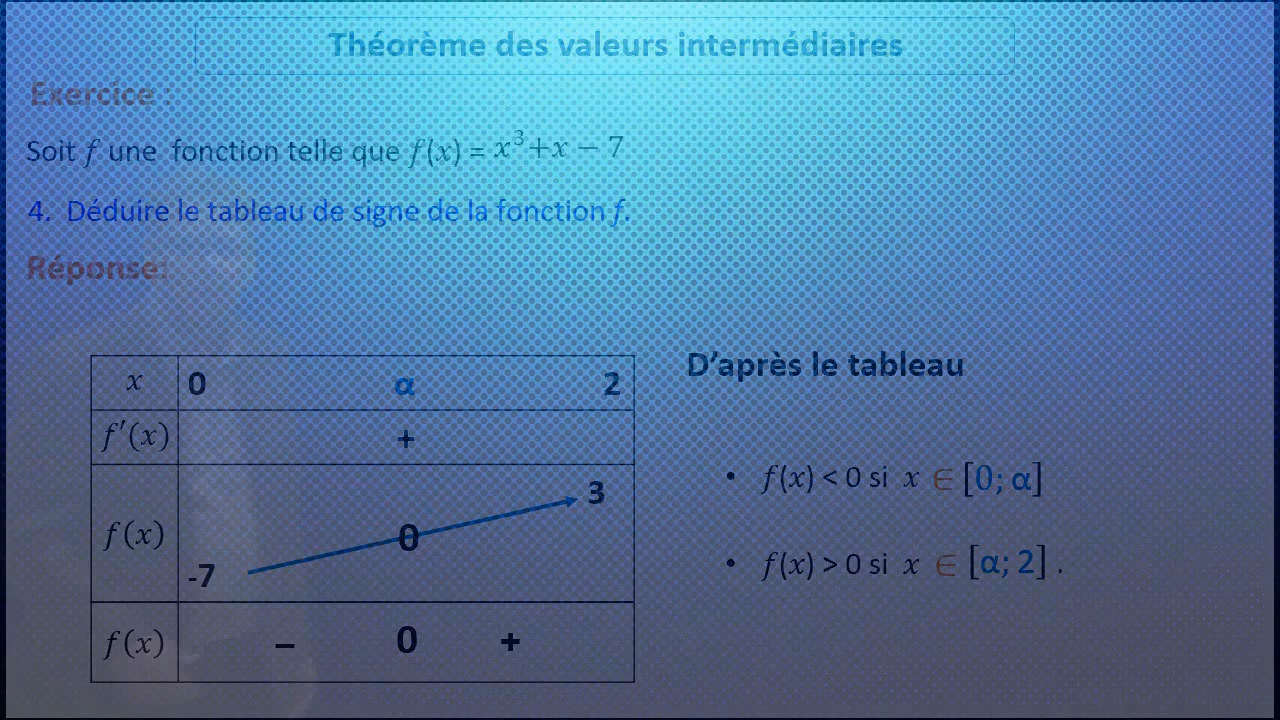 Théorème des valeurs intermédiaires
Exercice :
Soit f une fonction telle que f(x) = x³+x − 7
4. Déduire le tableau de signe de la fonction f.
Réponse:
x 0 α 2
f′(x) +
f(x) -7 0 3
f(x) – 0 +
D’après le tableau
• f(x) < 0 si x ∈ [0; α]
• f(x) > 0 si x ∈ [α; 2] .